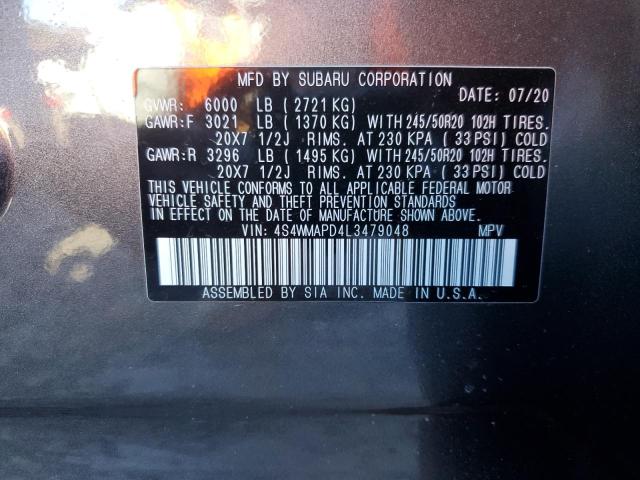 MFD BY SUBARU CORPORATION
DATE: 07/20
GVWR: 6000 LB (2721 KG)
GAWR:F 3021 LB (1370 KG) WITH 245/50R20 102H TIRES.
20X7 1/2J RIMS. AT 230 KPA (33 PSI) COLD
GAWR:R 3296 LB (1495 KG) WITH 245/50R20 102H TIRES.
20X7 1/2J RIMS. AT 230 KPA (33 PSI) COLD
THIS VEHICLE CONFORMS TO ALL APPLICABLE FEDERAL MOTOR
VEHICLE SAFETY AND THEFT PREVENTION STANDARDS
IN EFFECT ON THE DATE OF MANUFACTURE SHOWN ABOVE.
VIN: 4S4WMAPD4L3479048 MPV
ASSEMBLED BY SIA INC. MADE IN U.S.A.